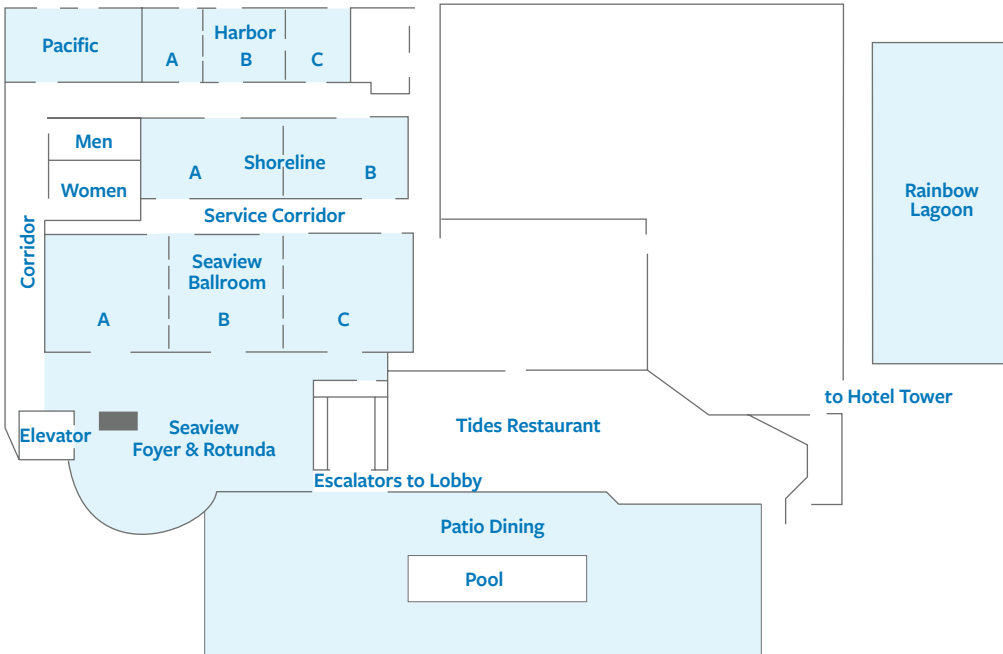 Pacific
Harbor
A
B
C
Men
Women
Shoreline
A
B
Rainbow
Lagoon
Service Corridor
Corridor
Seaview
Ballroom
A
B
C
to Hotel Tower
Elevator
Seaview
Foyer & Rotunda
Tides Restaurant
Escalators to Lobby
Patio Dining
Pool